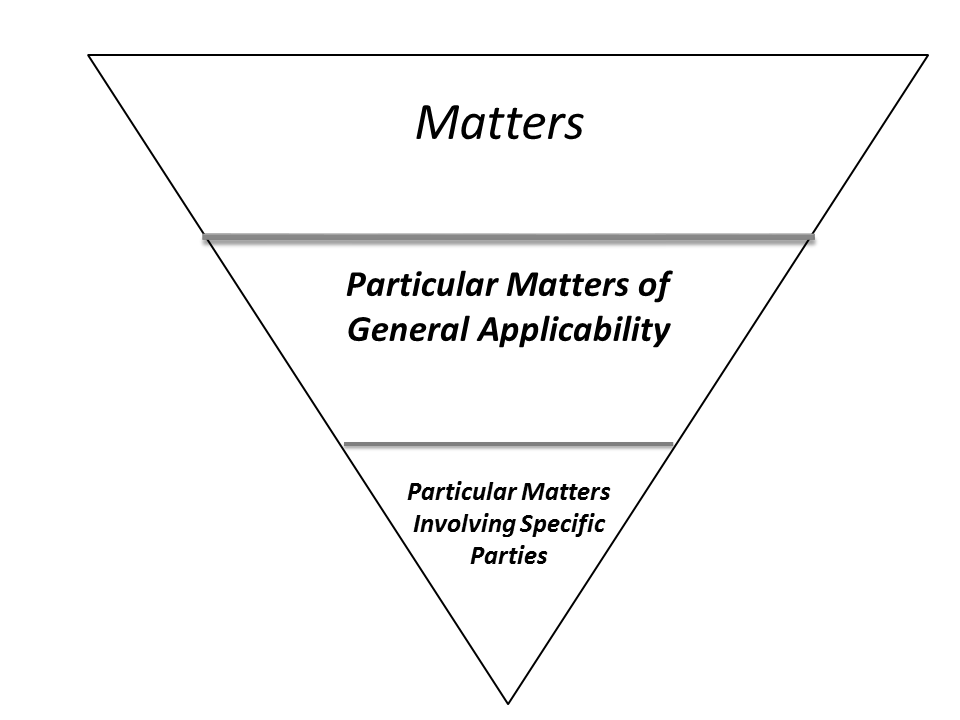 Matters
Particular Matters of
General Applicability
Particular Matters
Involving Specific
Parties